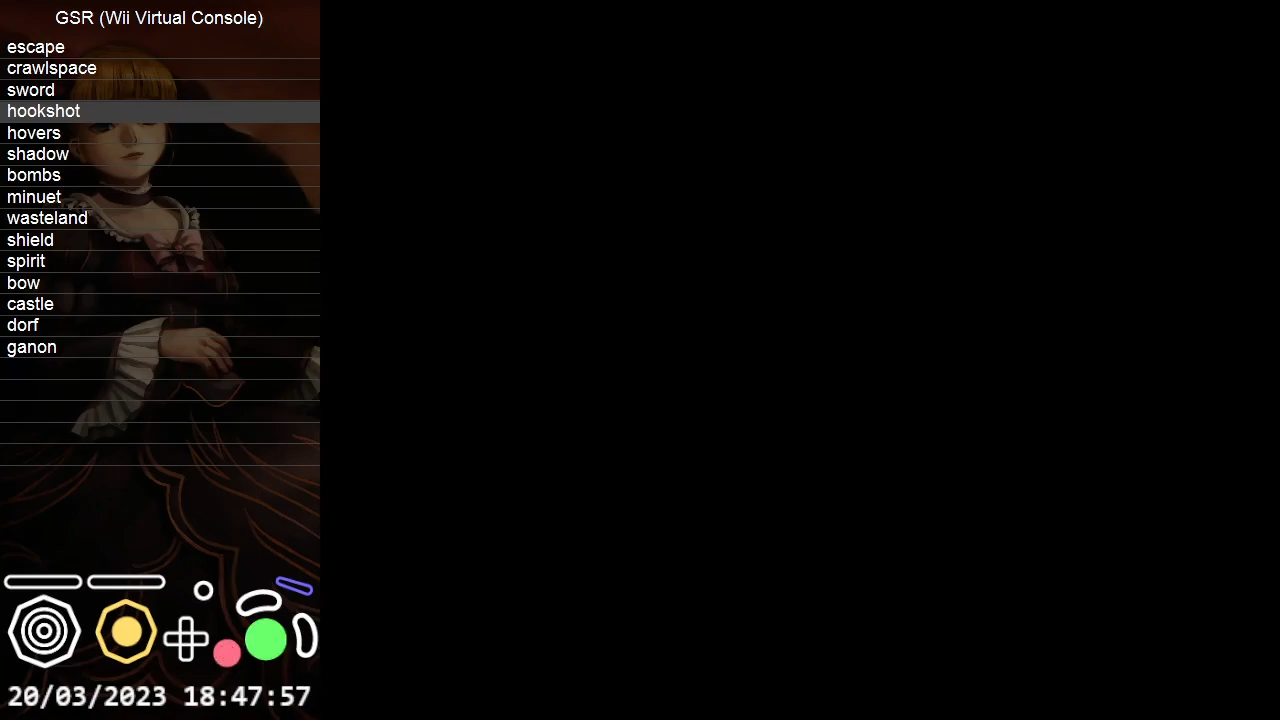 GSR (Wii Virtual Console)
escape
crawlspace
sword
hookshot
hovers
shadow
bombs
minuet
wasteland
shield
spirit
bow
castle
dorf
ganon
20/03/2023 18:47:57